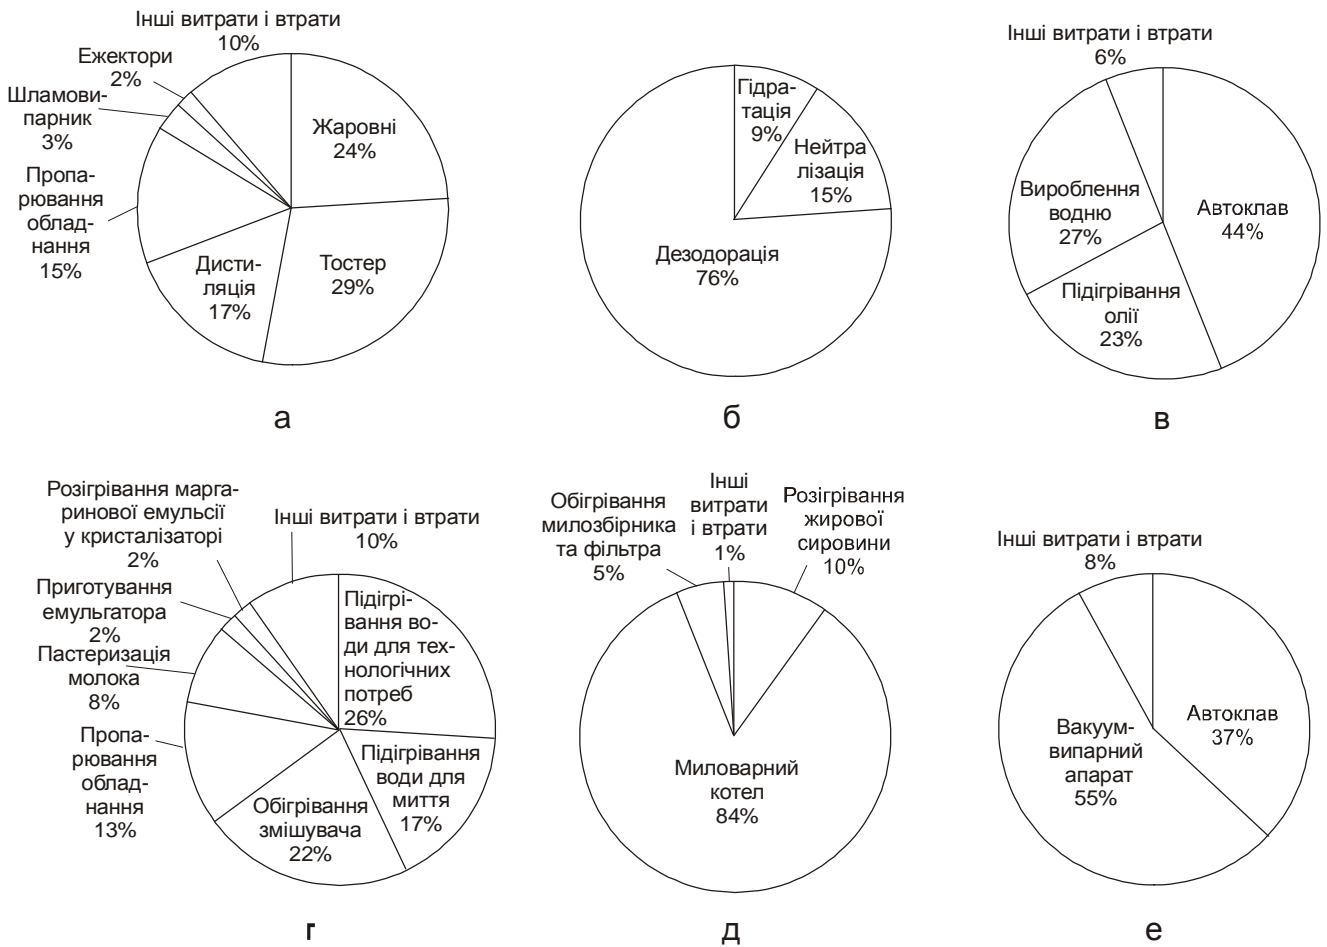 Інші витрати і втрати
10%
Ежектори
2%
Шламови-
парник
3%
Пропа-
рювання
облад-
нання
15%
Жаровні
24%
Дисти-
ляція
17%
Тостер
29%
а
Гідра-
тація
9%
Нейтра
лізація
15%
Дезодорація
76%
б
Інші витрати і втрати
6%
Вироблення
водню
27%
Автоклав
44%
Підігрівання
олії
23%
в
Розігрівання марга-
ринової емульсії
у кристалізаторі
2%
Інші витрати і втрати
10%
Приготування
емульгатора
2%
Пастеризація
молока
8%
Пропа-
рювання
облад-
нання
13%
Підігрі-
вання во-
ди для тех-
нологічних
потреб
26%
Підігрівання
води для
миття
17%
Обігрівання
змішувача
22%
г
Обігрівання
милозбірника
та фільтра
5%
Інші
витрати
і втрати
1%
Розігрівання
жирової
сировини
10%
Миловарний
котел
84%
д
Інші витрати і втрати
8%
Вакуум-
випарний
апарат
55%
Автоклав
37%
е